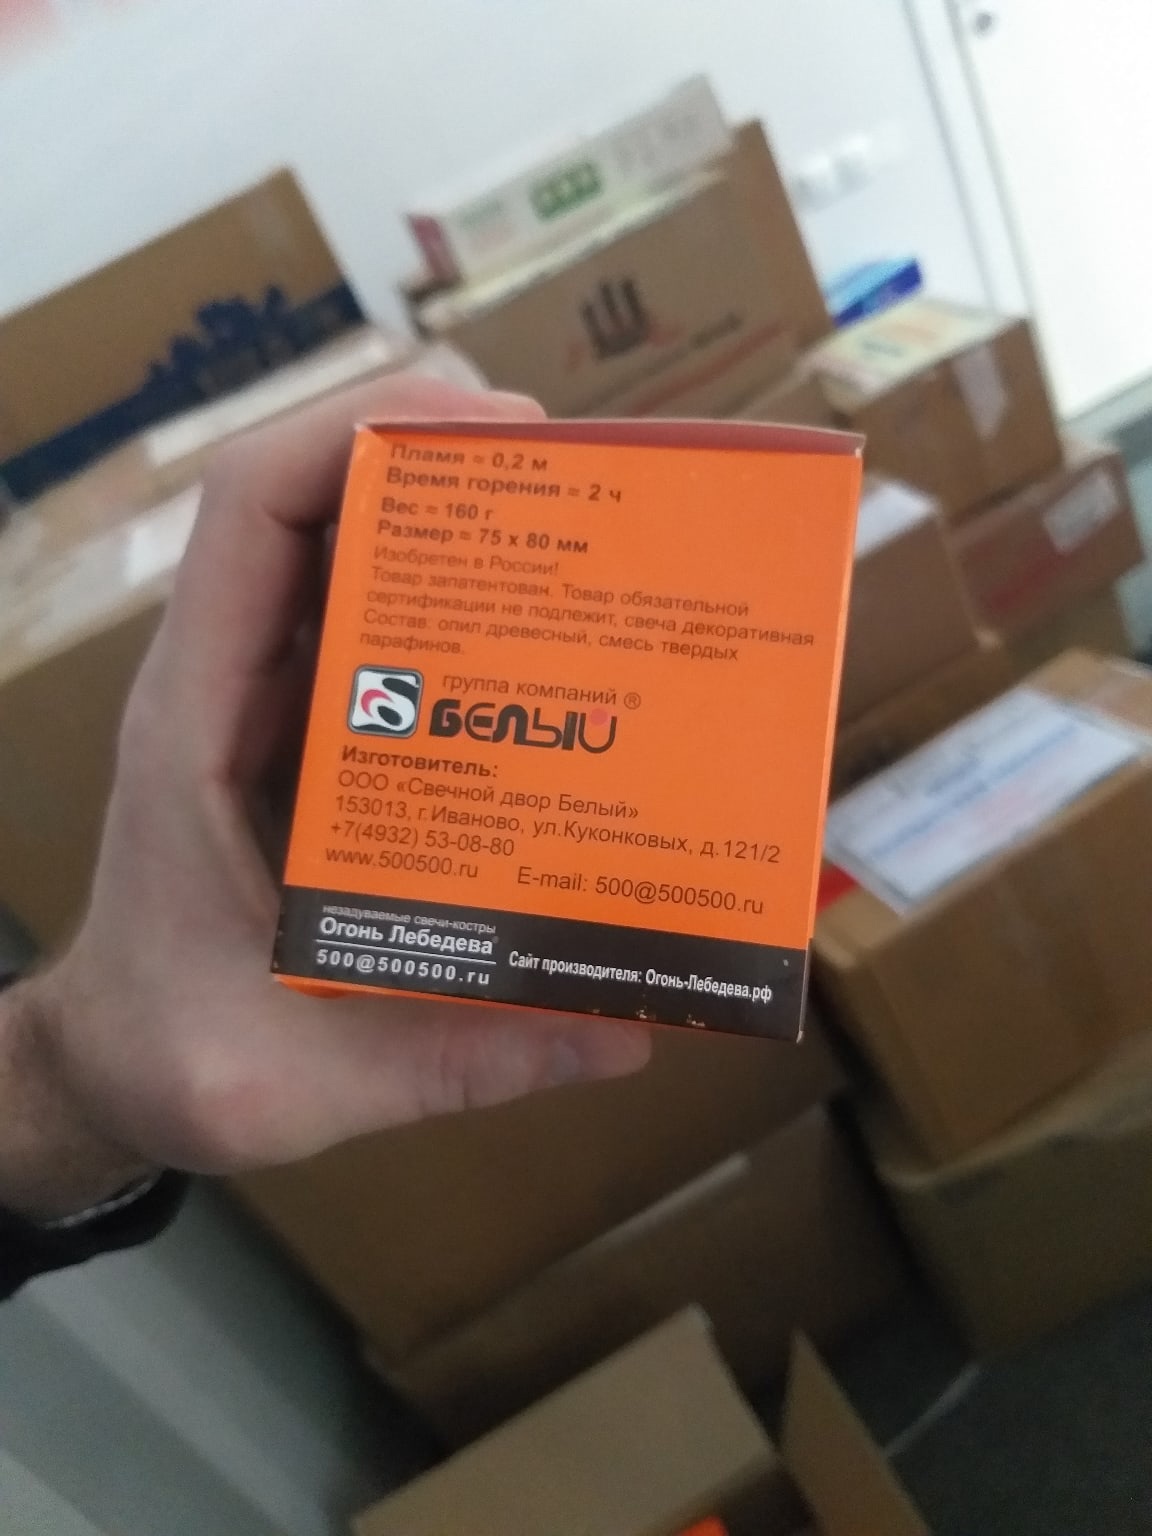 Пламя ≈ 0,2 м
Время горения ≈ 2 ч
Вес ≈ 160 г
Размер ≈ 75 х 80 мм
Изобретен в России!
Товар запатентован. Товар обязательной
сертификации не подлежит, свеча декоративная
Состав: опил древесный, смесь твердых
парафинов.
группа компаний ®
БЕЛЫЙ
Изготовитель:
ООО «Свечной двор Белый»
153013, г.Иваново, ул.Куконковых, д.121/2
+7(4932) 53-08-80
www.500500.ru E-mail: 500@500500.ru
незадуваемые свечи-костры
Огонь Лебедева
500@500500.ru
Сайт производителя: Огонь-Лебедева.рф